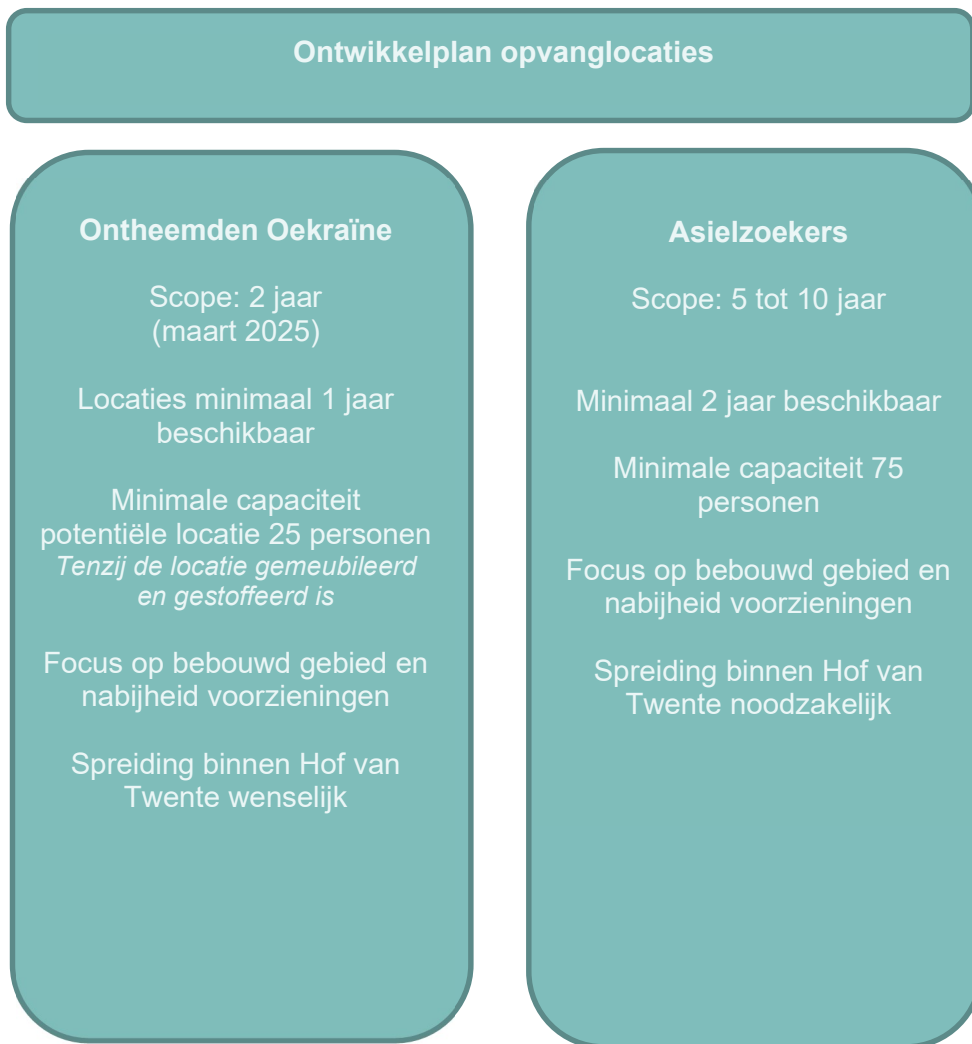 Ontwikkelplan opvanglocaties
Ontheemden Oekraïne
Scope: 2 jaar
(maart 2025)
Locaties minimaal 1 jaar
beschikbaar
Minimale capaciteit
potentiële locatie 25 personen
Tenzij de locatie gemeubileerd
en gestoffeerd is
Focus op bebouwd gebied en
nabijheid voorzieningen
Spreiding binnen Hof van
Twente wenselijk
Asielzoekers
Scope: 5 tot 10 jaar
Minimaal 2 jaar beschikbaar
Minimale capaciteit 75
personen
Focus op bebouwd gebied en
nabijheid voorzieningen
Spreiding binnen Hof van
Twente noodzakelijk